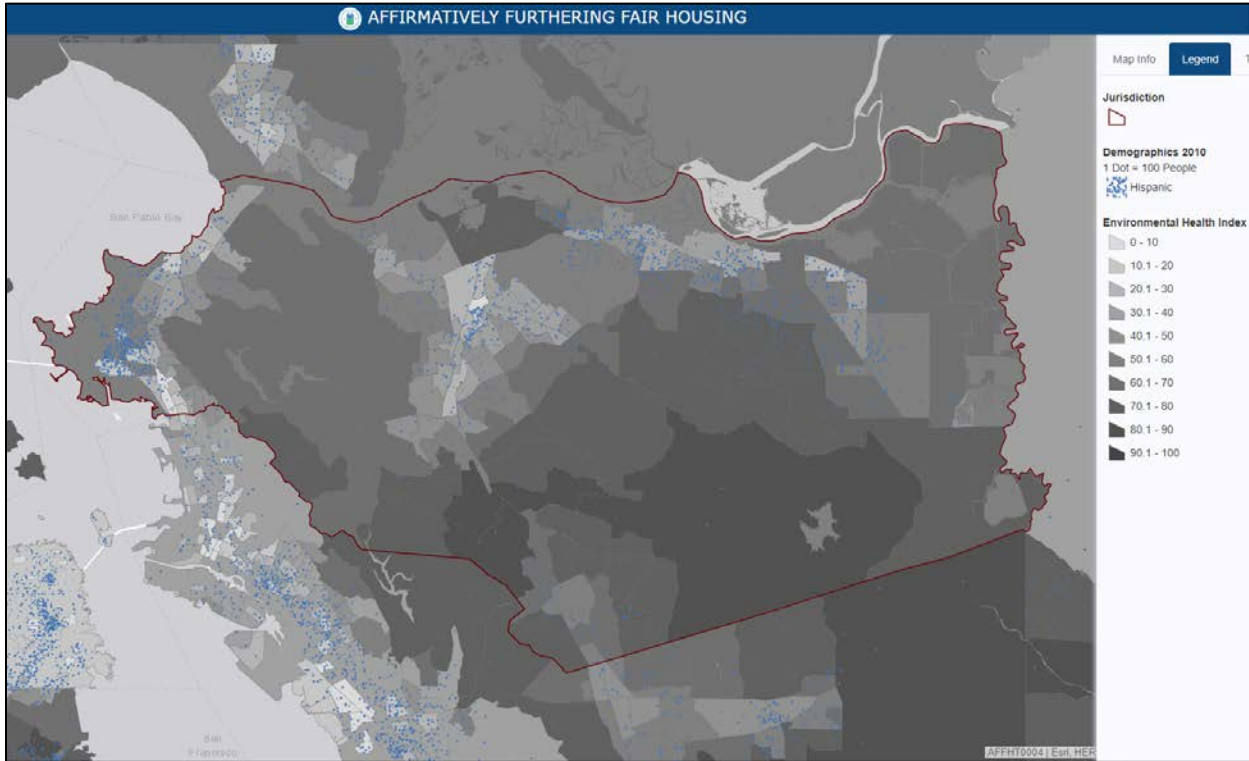 AFFIRMATIVELY FURTHERING FAIR HOUSING
Map Info
Legend
T
Jurisdiction
Demographics 2010
1 Dot = 100 People
Hispanic
Environmental Health Index
0 - 10
10.1 - 20
20.1 - 30
30.1 - 40
40.1 - 50
50.1 - 60
60.1 - 70
70.1 - 80
80.1 - 90
90.1 - 100
San Pablo Bay
San
Francisco
AFFHT0004 | Esri, HER